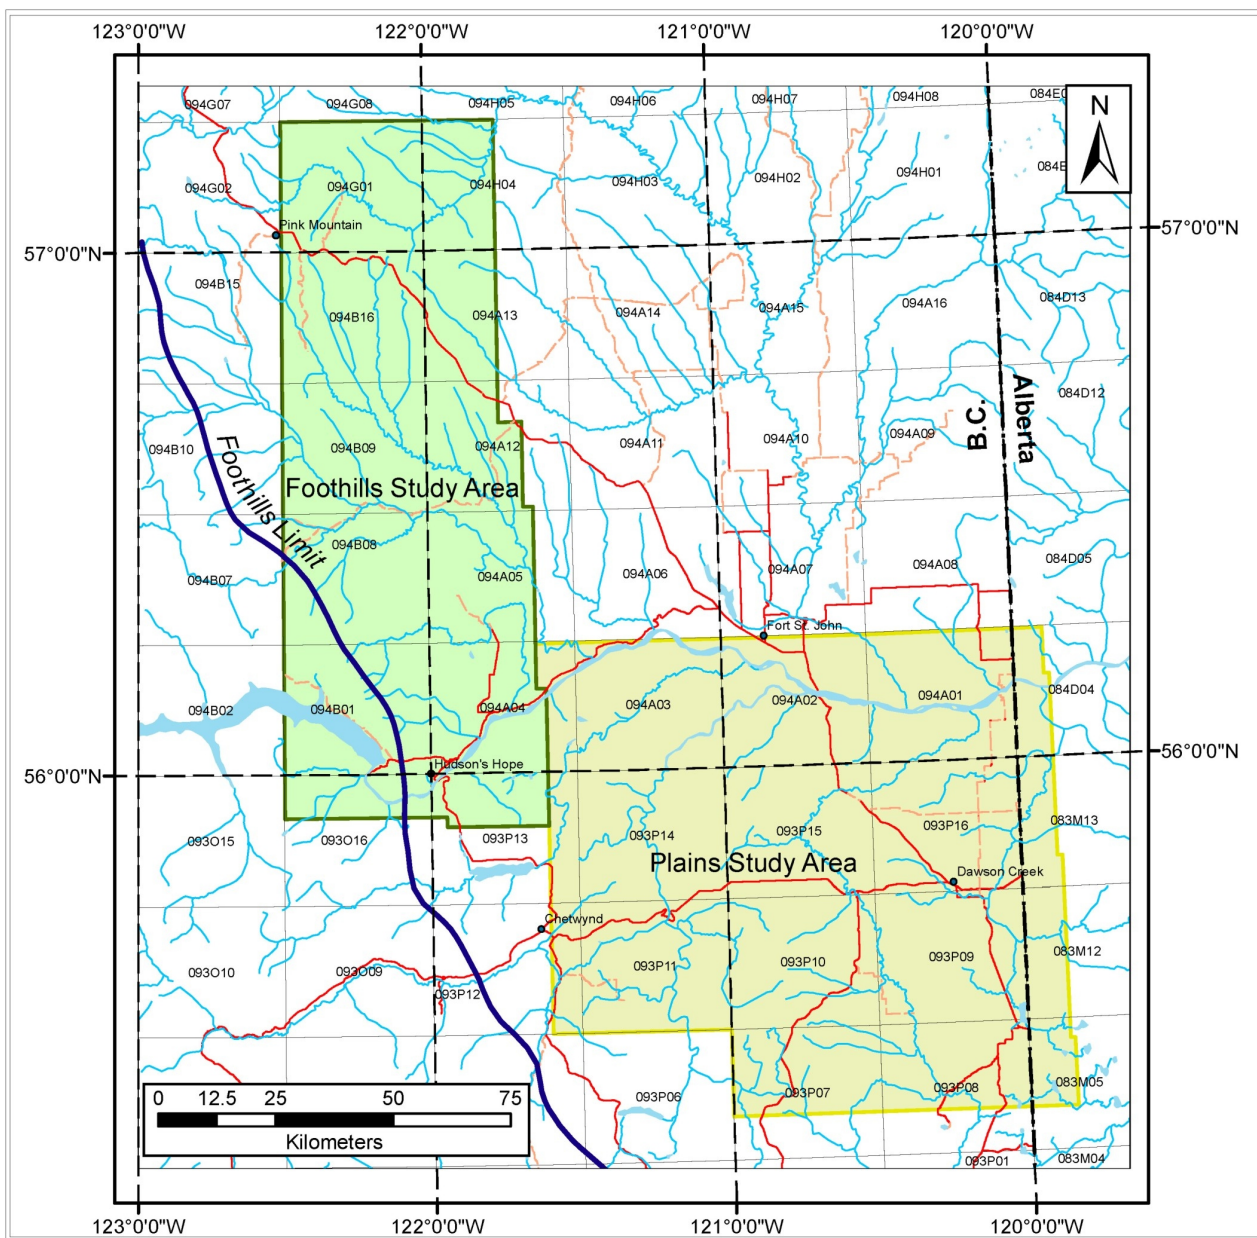 123°0'0"W 122°0'0"W 121°0'0"W 120°0'0"W
094G07 094G08 094H05 094H06 094H07 094H08
N
094G02 094G01 094H04 094H03 094H02 094H01
Pink Mountain
57°0'0"N 57°0'0"N
094B15 094B16 094A13 094A14 094A15 094A16 084D13
B.C. Alberta
084D12
094B10 094B09 094A12 094A11 094A10 094A09
Foothills Study Area
Foothills Limit
094B07 094B08 094A05 094A06 094A07 094A08 084D05
Fort St. John
094B02 094B01 094A04 094A03 094A02 094A01 084D04
Hudson's Hope
56°0'0"N 56°0'0"N
093O15 093O16 093P13 093P14 093P15 093P16 083M13
Plains Study Area
Dawson Creek
Chetwynd
093O10 093O09 093P12 093P11 093P10 093P09 083M12
093P06 093P07 093P08 083M05
0 12.5 25 50 75
Kilometers
093P01 083M04
123°0'0"W 122°0'0"W 121°0'0"W 120°0'0"W